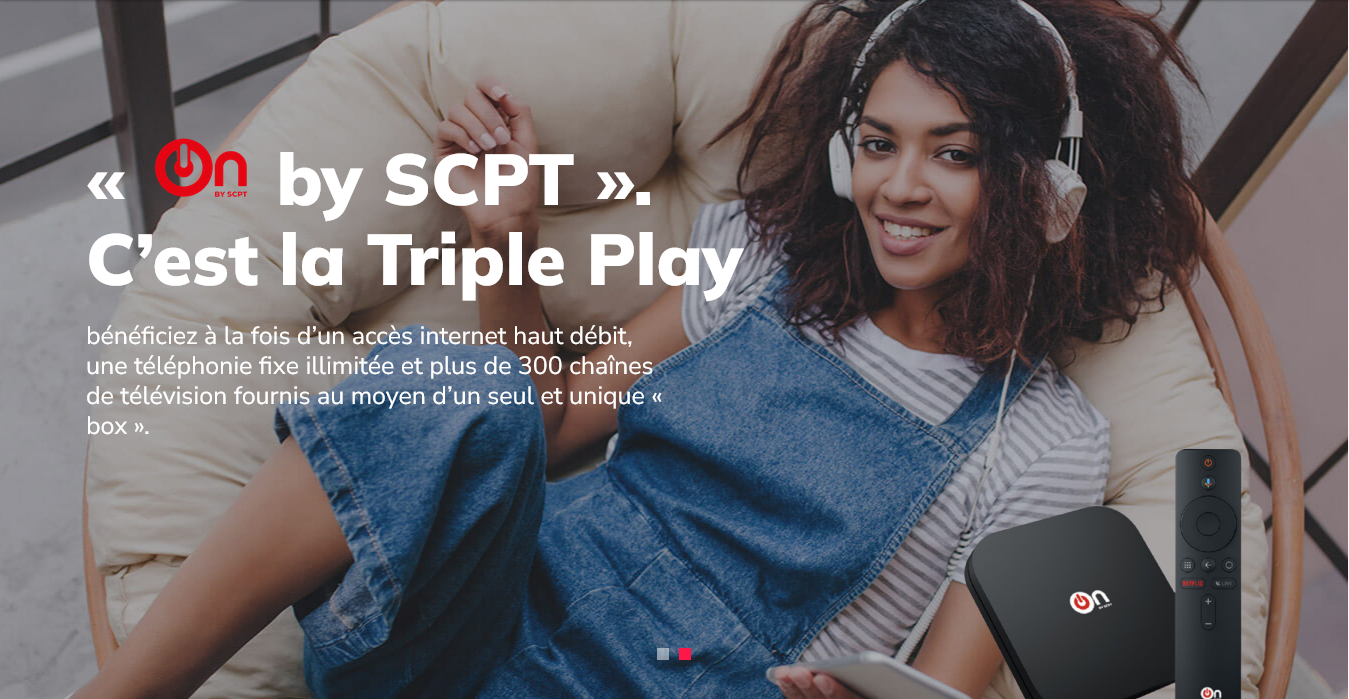 « On by SCPT ».
BY SCPT
C’est la Triple Play
bénéficiez à la fois d’un accès internet haut débit,
une téléphonie fixe illimitée et plus de 300 chaînes
de télévision fournis au moyen d’un seul et unique «
box ».
On
BY SCPT
NETFLIX
On